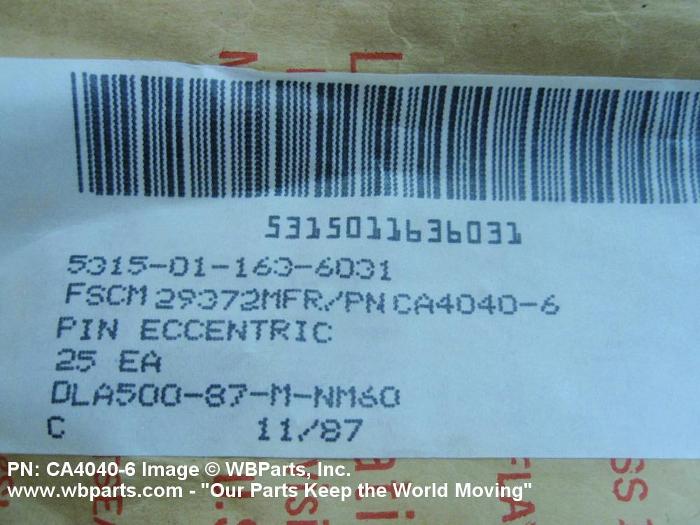 5315011636031
5315-01-163-6031
FSCM 29372MFR/PN CA4040-6
PIN ECCENTRIC
25 EA
DLA500-87-M-NM60
C 11/87
PN: CA4040-6 Image © WBParts, Inc.
www.wbparts.com - "Our Parts Keep the World Moving"